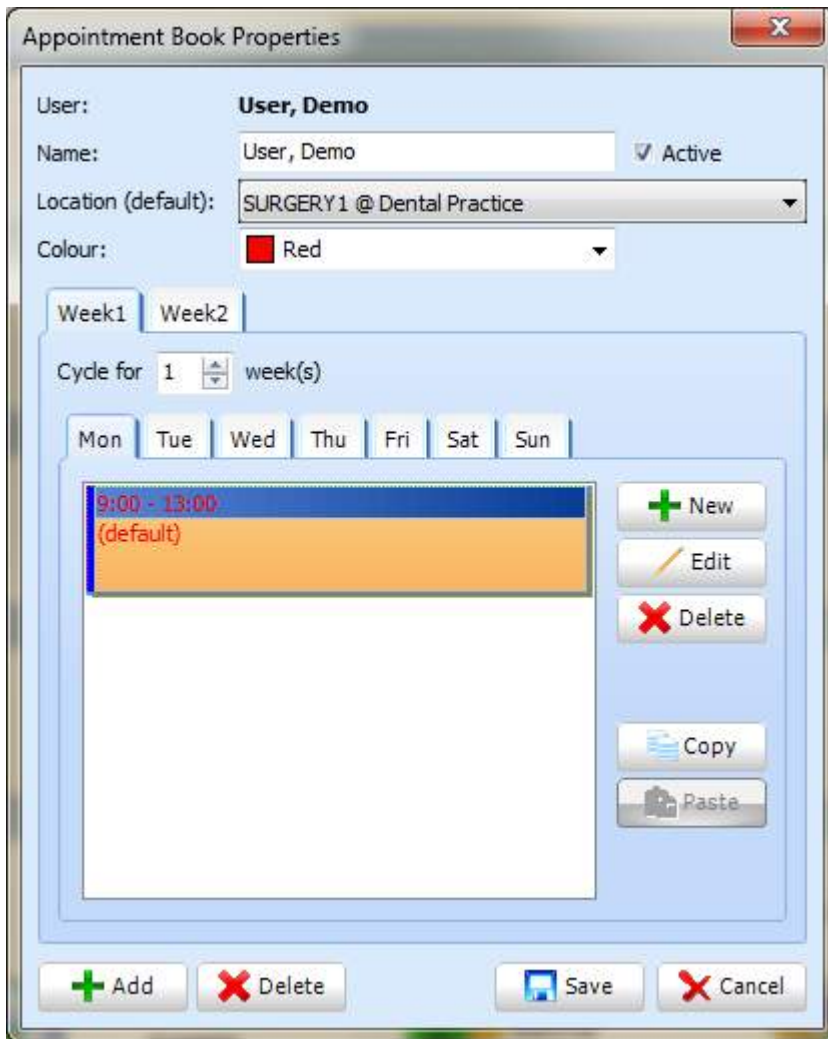 Appointment Book Properties
User: User, Demo
Name: User, Demo Active
Location (default): SURGERY1 @ Dental Practice
Colour: Red
Week1 Week2
Cycle for 1 week(s)
Mon Tue Wed Thu Fri Sat Sun
9:00 - 13:00
(default)
New
Edit
Delete
Copy
Paste
Add Delete Save Cancel